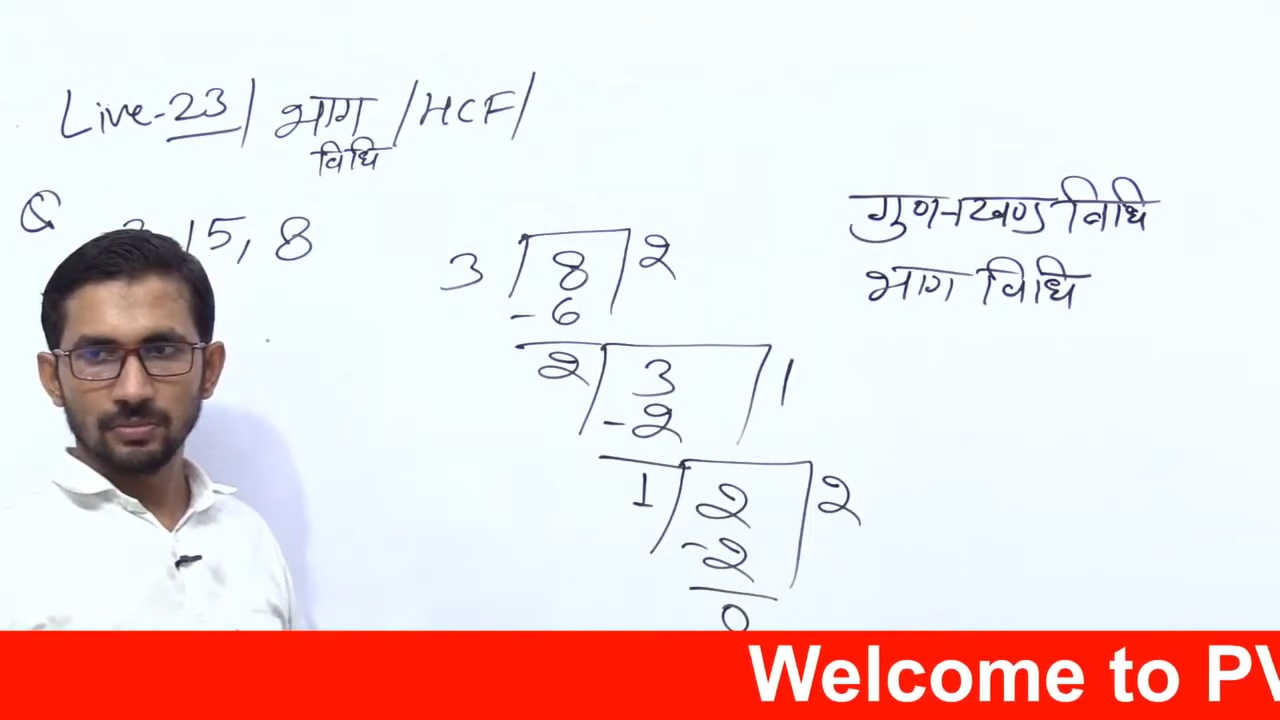 Live-23 / भाग / HCF /
विधि
Q 15, 8
गुणनखण्ड विधि
भाग विधि
3 8 2
-6
2 3 1
-2
1 2 2
-2
0
Welcome to PV